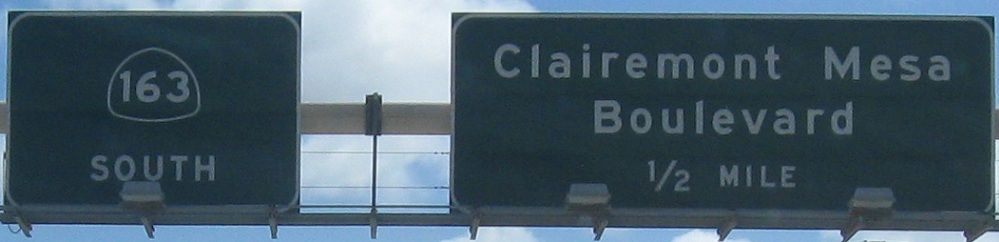 163
SOUTH
Clairemont Mesa
Boulevard
1/2 MILE